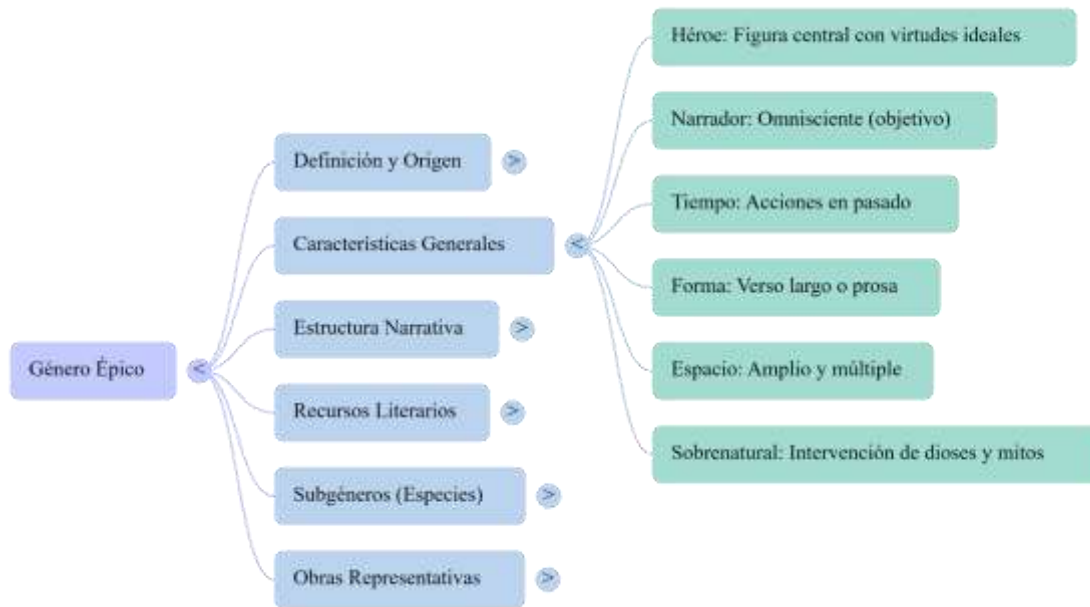 Género Épico
Definición y Origen
Características Generales
Héroe: Figura central con virtudes ideales
Narrador: Omnisciente (objetivo)
Tiempo: Acciones en pasado
Forma: Verso largo o prosa
Espacio: Amplio y múltiple
Sobrenatural: Intervención de dioses y mitos
Estructura Narrativa
Recursos Literarios
Subgéneros (Especies)
Obras Representativas